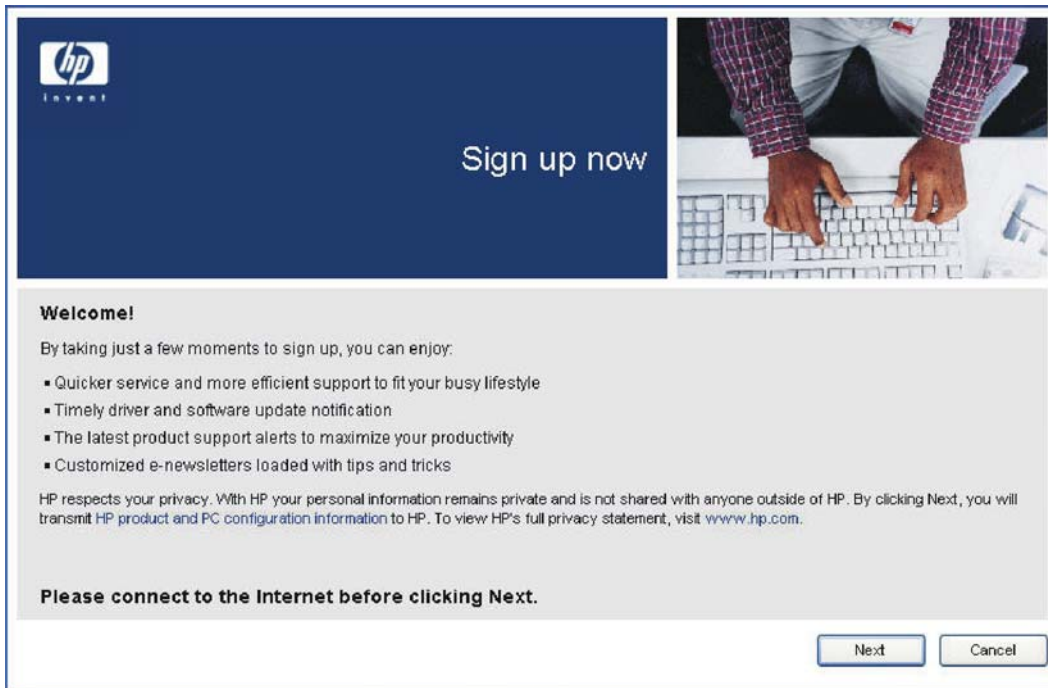 hp
invent
Sign up now
Welcome!
By taking just a few moments to sign up, you can enjoy:
▪ Quicker service and more efficient support to fit your busy lifestyle
▪ Timely driver and software update notification
▪ The latest product support alerts to maximize your productivity
▪ Customized e-newsletters loaded with tips and tricks
HP respects your privacy. With HP your personal information remains private and is not shared with anyone outside of HP. By clicking Next, you will
transmit HP product and PC configuration information to HP. To view HP's full privacy statement, visit www.hp.com.
Please connect to the Internet before clicking Next.
Next
Cancel